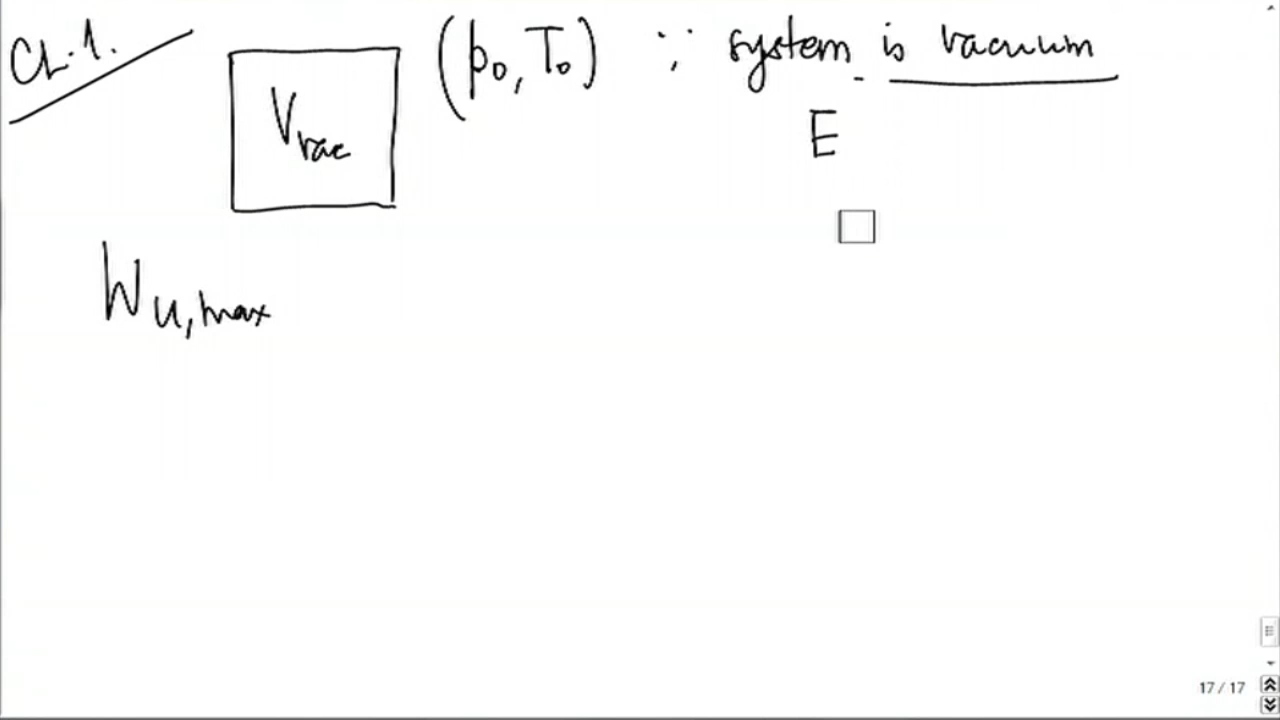 Ch. 1.
(p₀, T₀) ∵ system is vacuum
V_vac
E
W_u,max
17 / 17